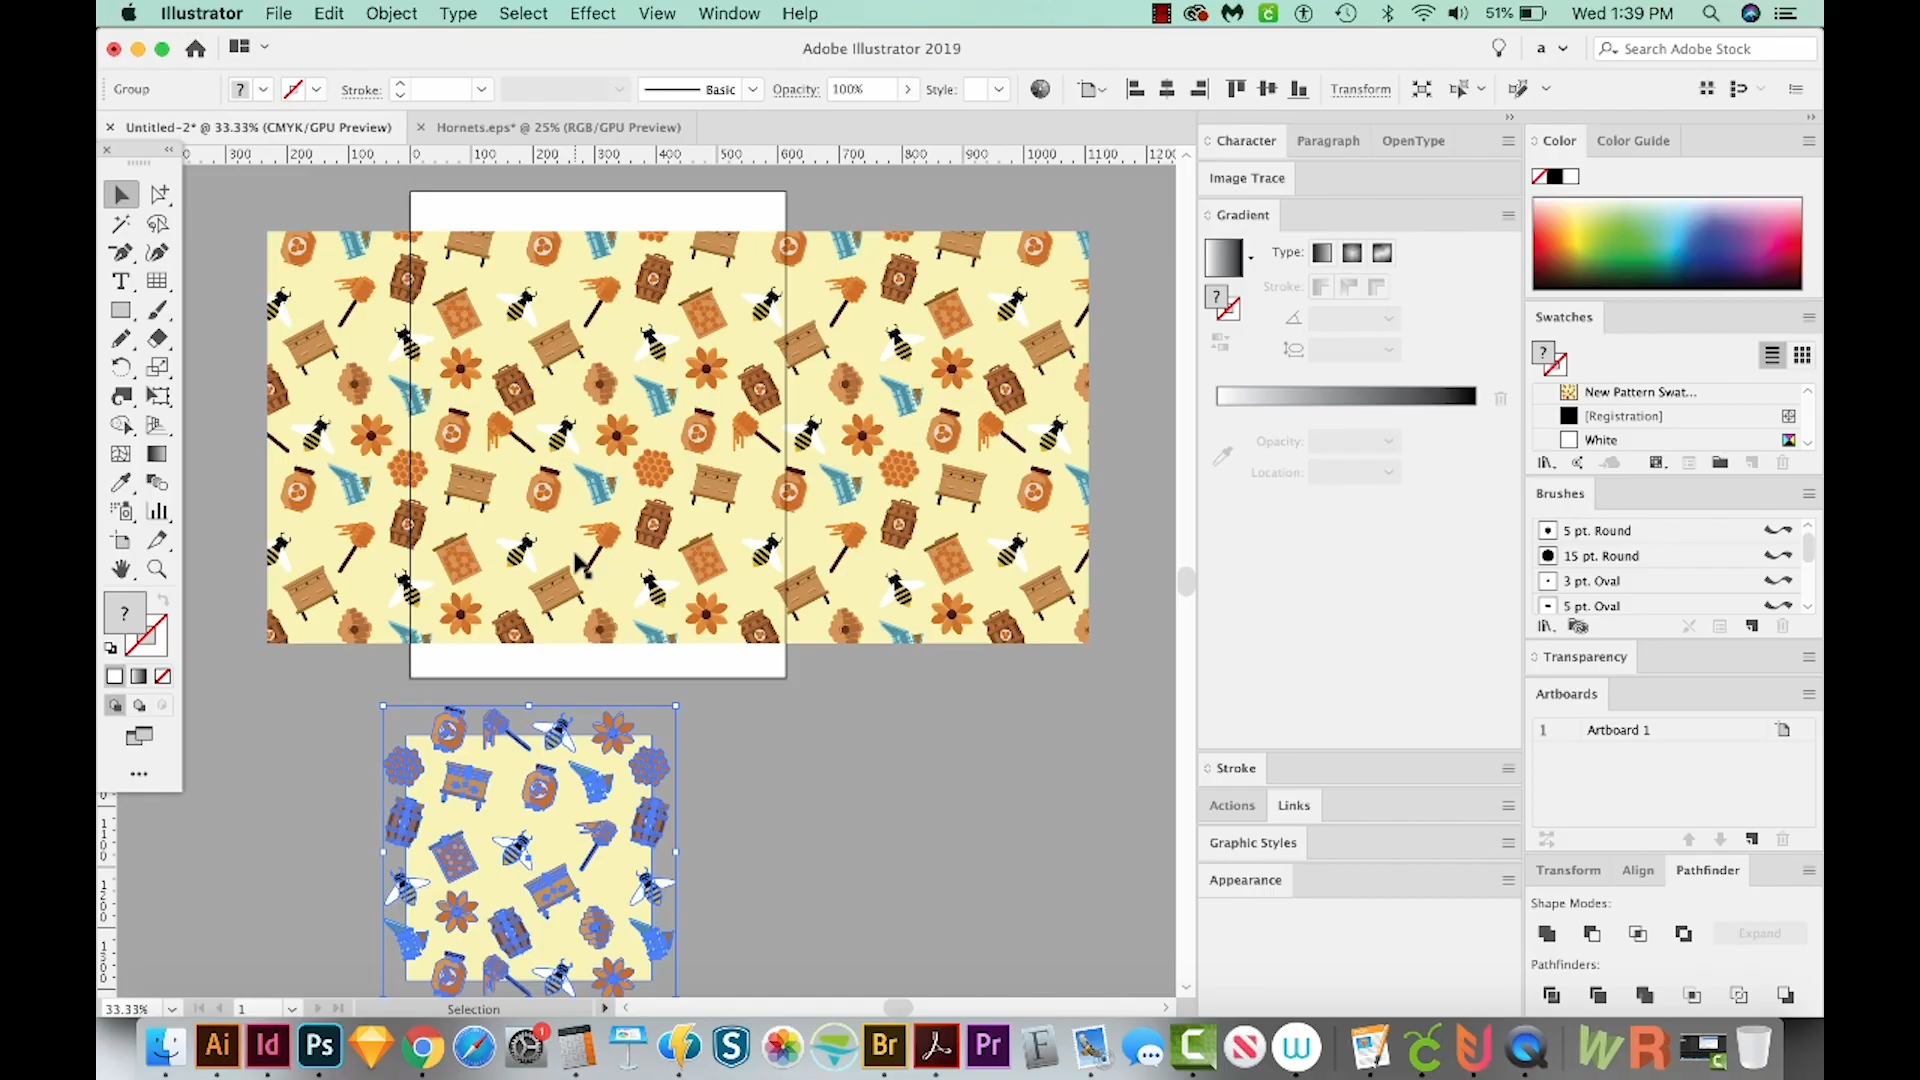 Illustrator File Edit Object Type Select Effect View Window Help 51% Wed 1:39 PM
Adobe Illustrator 2019 a Search Adobe Stock
Group ? Stroke: Basic Opacity: 100% Style: Transform
Untitled-2* @ 33.33% (CMYK/GPU Preview) Hornets.eps* @ 25% (RGB/GPU Preview)
300 200 100 0 100 200 300 400 500 600 700 800 900 1000 1100 1200
Character Paragraph OpenType
Image Trace
Gradient
Type:
Stroke:
?
Opacity:
Location:
Stroke
Actions Links
Graphic Styles
Appearance
Color Color Guide
Swatches
?
New Pattern Swat...
[Registration]
White
Brushes
5 pt. Round
15 pt. Round
3 pt. Oval
5 pt. Oval
Transparency
Artboards
1 Artboard 1
Transform Align Pathfinder
Shape Modes:
Expand
Pathfinders:
?
0
1100
1200
1300
33.33% 1 Selection
Ai Id Ps 1 S Br Pr F C N W C U W R